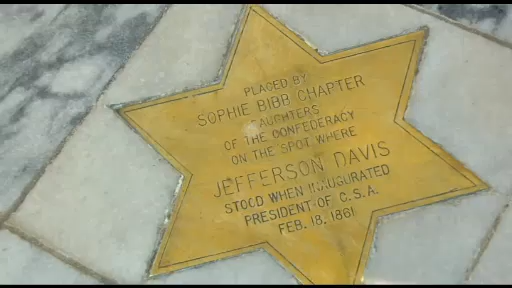 PLACED BY
SOPHIE BIBB CHAPTER
DAUGHTERS
OF THE CONFEDERACY
ON THE SPOT WHERE
JEFFERSON DAVIS
STOOD WHEN INAUGURATED
PRESIDENT OF C.S.A.
FEB. 18. 1861